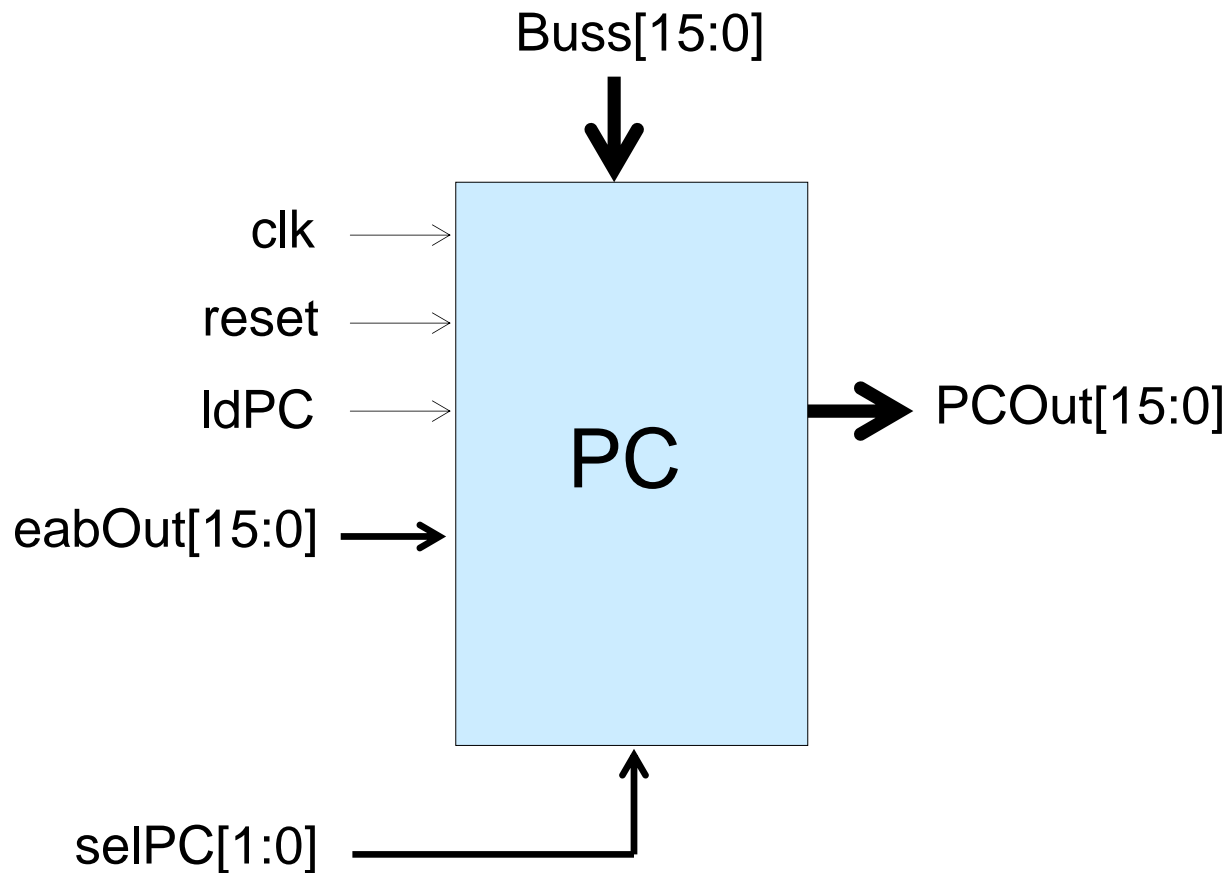 Buss[15:0]
clk
reset
ldPC
PC
PCOut[15:0]
eabOut[15:0]
selPC[1:0]